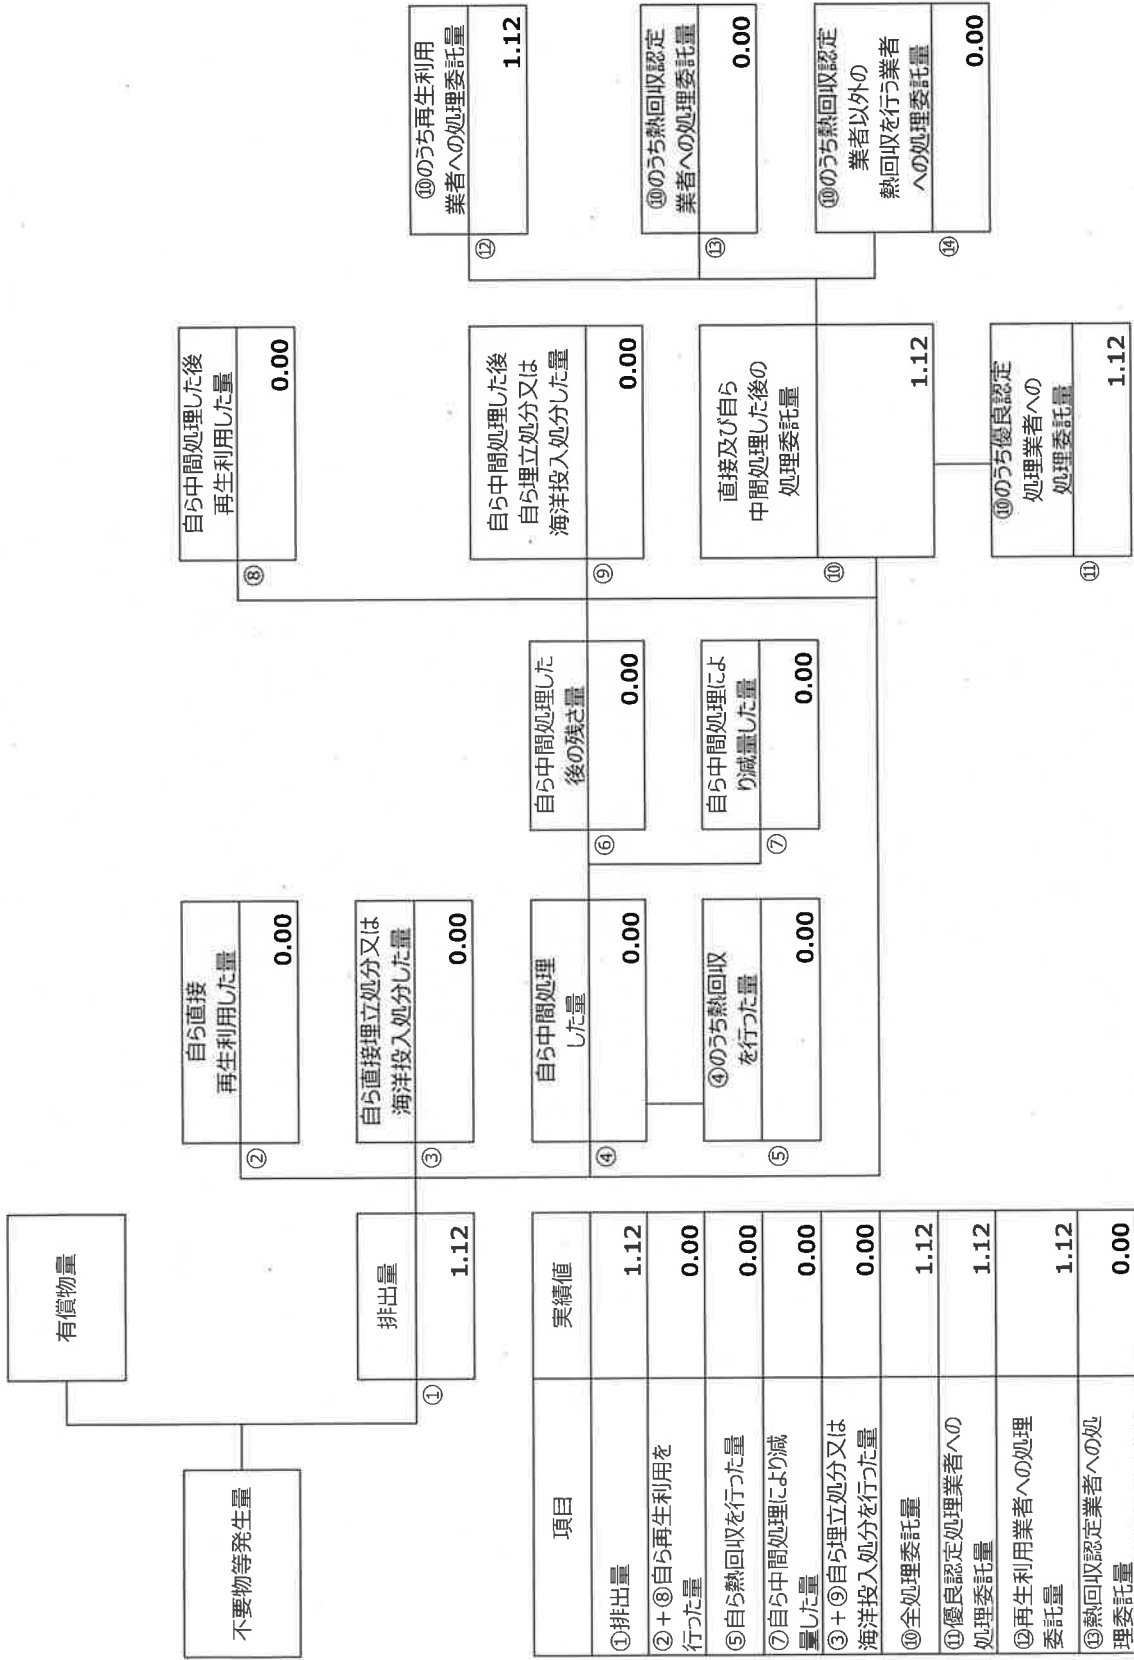 不要物等発生量
有償物量
排出量
①
1.12
自ら直接
再生利用した量
②
0.00
自ら直接埋立処分又は
海洋投入処分した量
③
0.00
自ら中間処理
した量
④
0.00
④のうち熱回収
を行った量
⑤
0.00
自ら中間処理した
後の残さ量
⑥
0.00
自ら中間処理によ
り減量した量
⑦
0.00
自ら中間処理した後
再生利用した量
⑧
0.00
自ら中間処理した後
自ら埋立処分又は
海洋投入処分した量
⑨
0.00
直接及び自ら
中間処理した後の
処理委託量
⑩
1.12
⑩のうち優良認定
処理業者への
処理委託量
⑪
1.12
⑩のうち再生利用
業者への処理委託量
⑫
1.12
⑩のうち熱回収認定
業者への処理委託量
⑬
0.00
⑩のうち熱回収認定
業者以外の
熱回収を行う業者
への処理委託量
⑭
0.00
項目 実績値
①排出量 1.12
②+⑧自ら再生利用を
行った量 0.00
⑤自ら熱回収を行った量 0.00
⑦自ら中間処理により減
量した量 0.00
③+⑨自ら埋立処分又は
海洋投入処分を行った量 0.00
⑩全処理委託量 1.12
⑪優良認定処理業者への
処理委託量 1.12
⑫再生利用業者への処理
委託量 1.12
⑬熱回収認定業者への処
理委託量 0.00